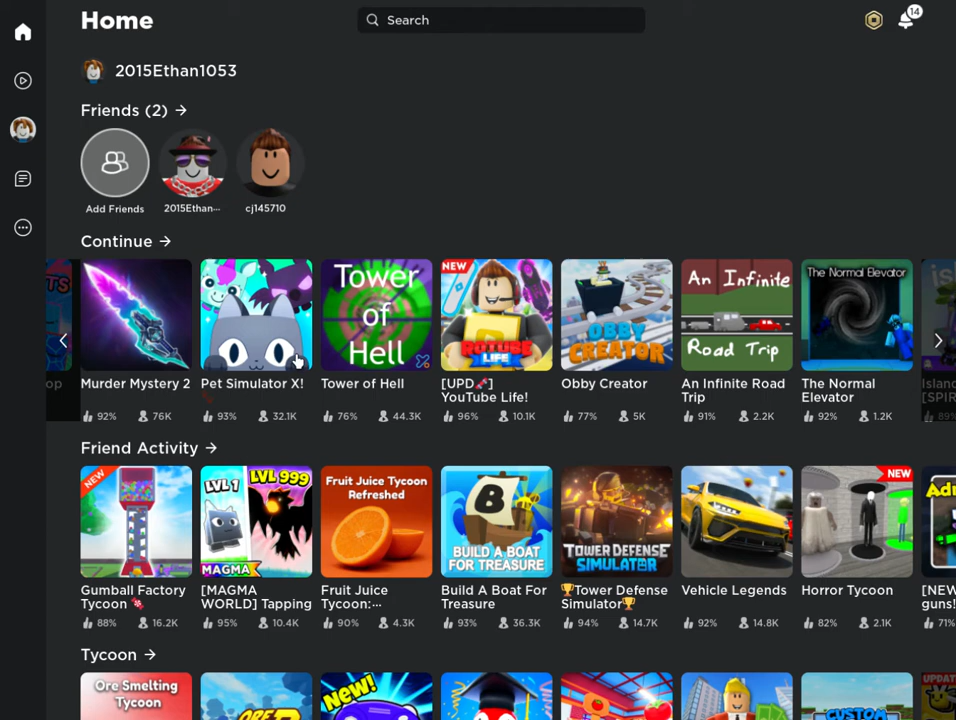 Home
Search
14
2015Ethan1053
Friends (2) →
Add Friends
2015Ethan...
cj145710
Continue →
Tower
of
Hell
NEW
ROTUBE
LIFE
OBBY
CREATOR
An Infinite
Road Trip
The Normal Elevator
Murder Mystery 2
Pet Simulator X!
Tower of Hell
[UPD🧨]
YouTube Life!
Obby Creator
An Infinite Road
Trip
The Normal
Elevator
Island
[SPR
92% 76K
93% 32.1K
76% 44.3K
96% 10.1K
77% 5K
91% 2.2K
92% 1.2K
89%
Friend Activity →
NEW
LVL 1
LVL 999
MAGMA
Fruit Juice Tycoon
Refreshed
B
BUILD A BOAT
FOR TREASURE
TOWER DEFENSE
SIMULATOR
NEW
Gumball Factory
Tycoon 🍬
[MAGMA
WORLD] Tapping
Fruit Juice
Tycoon:...
Build A Boat For
Treasure
🏆Tower Defense
Simulator🏆
Vehicle Legends
Horror Tycoon
[NEW
guns!
88% 16.2K
95% 10.4K
90% 4.3K
93% 36.3K
94% 14.7K
92% 14.8K
82% 2.1K
71%
Tycoon →
Ore Smelting
Tycoon
New!
CUSTOM
UPDATE